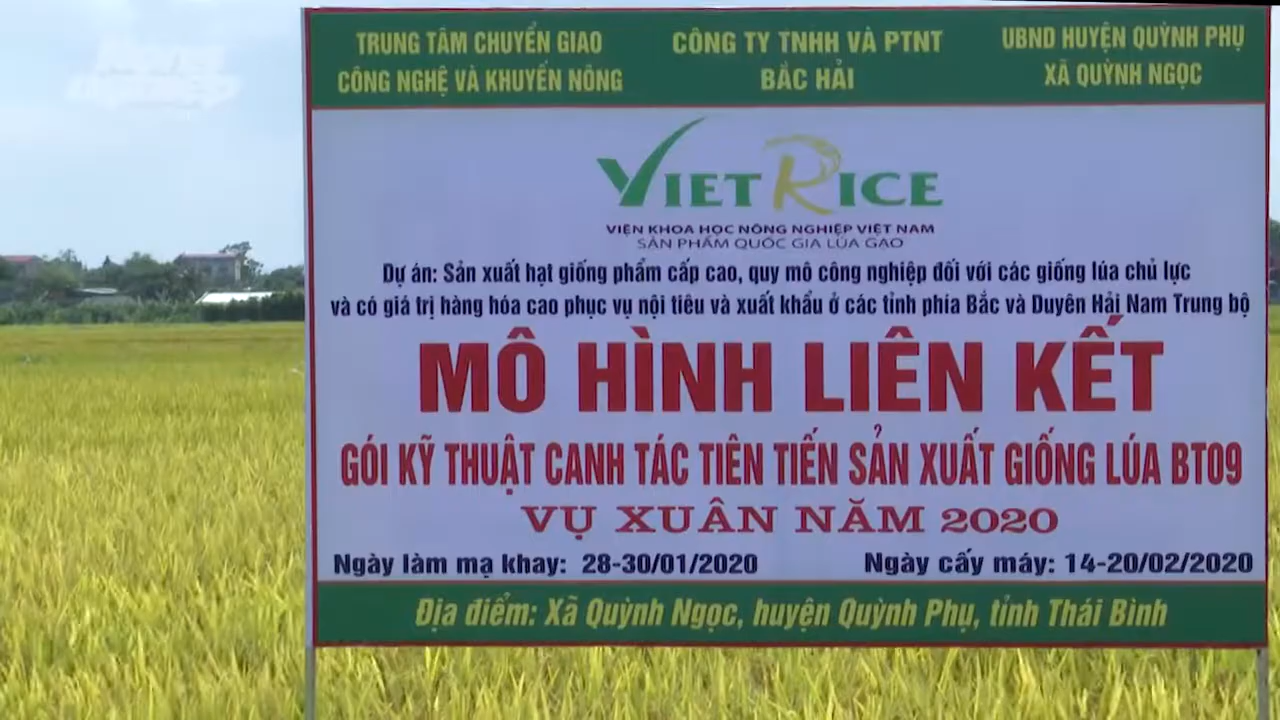 TRUNG TÂM CHUYỂN GIAO
CÔNG NGHỆ VÀ KHUYẾN NÔNG
CÔNG TY TNHH VÀ PTNT
BẮC HẢI
UBND HUYỆN QUỲNH PHỤ
XÃ QUỲNH NGỌC
VIETRICE
VIỆN KHOA HỌC NÔNG NGHIỆP VIỆT NAM
SẢN PHẨM QUỐC GIA LÚA GẠO
Dự án: Sản xuất hạt giống phẩm cấp cao, quy mô công nghiệp đối với các giống lúa chủ lực
và có giá trị hàng hóa cao phục vụ nội tiêu và xuất khẩu ở các tỉnh phía Bắc và Duyên Hải Nam Trung bộ
MÔ HÌNH LIÊN KẾT
GÓI KỸ THUẬT CANH TÁC TIÊN TIẾN SẢN XUẤT GIỐNG LÚA BT09
VỤ XUÂN NĂM 2020
Ngày làm mạ khay: 28-30/01/2020
Ngày cấy máy: 14-20/02/2020
Địa điểm: Xã Quỳnh Ngọc, huyện Quỳnh Phụ, tỉnh Thái Bình